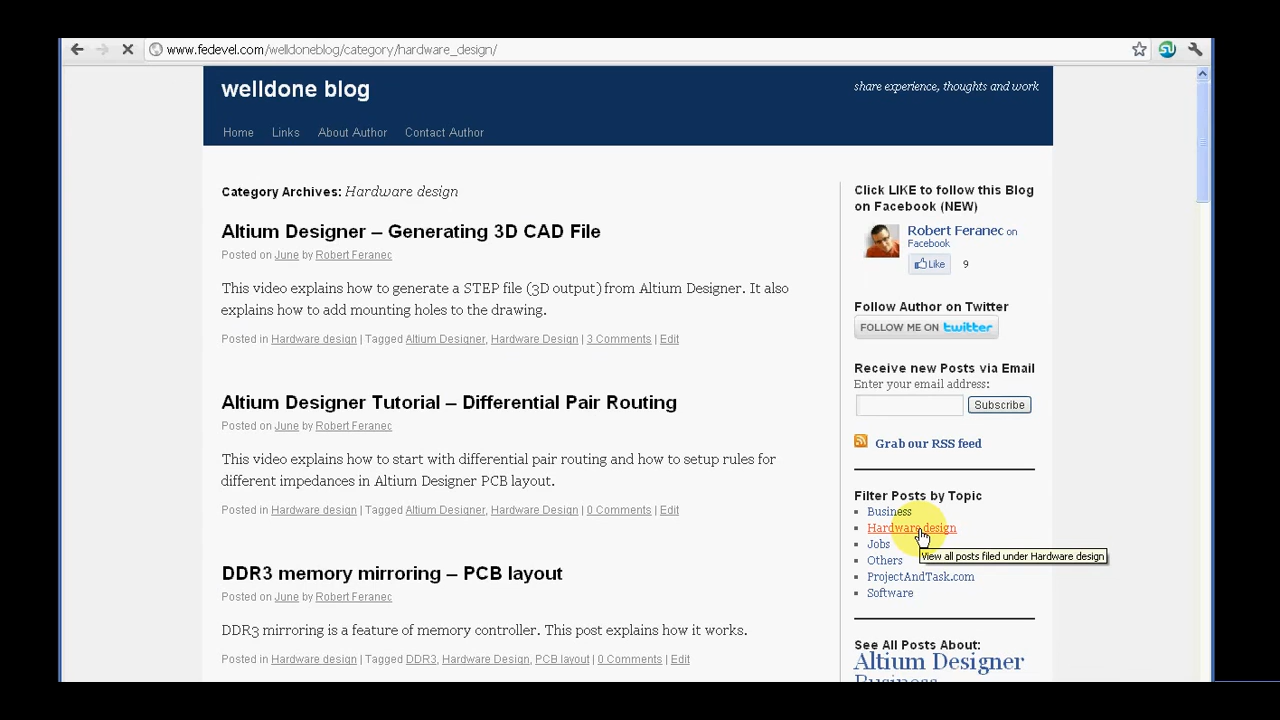 www.fedevel.com/welldoneblog/category/hardware_design/
welldone blog
share experience, thoughts and work
Home Links About Author Contact Author
Category Archives: Hardware design
Altium Designer – Generating 3D CAD File
Posted on June by Robert Feranec
This video explains how to generate a STEP file (3D output) from Altium Designer. It also
explains how to add mounting holes to the drawing.
Posted in Hardware design | Tagged Altium Designer, Hardware Design | 3 Comments | Edit
Altium Designer Tutorial – Differential Pair Routing
Posted on June by Robert Feranec
This video explains how to start with differential pair routing and how to setup rules for
different impedances in Altium Designer PCB layout.
Posted in Hardware design | Tagged Altium Designer, Hardware Design | 0 Comments | Edit
DDR3 memory mirroring – PCB layout
Posted on June by Robert Feranec
DDR3 mirroring is a feature of memory controller. This post explains how it works.
Posted in Hardware design | Tagged DDR3, Hardware Design, PCB layout | 0 Comments | Edit
Click LIKE to follow this Blog
on Facebook (NEW)
Robert Feranec on
Facebook
Like 9
Follow Author on Twitter
FOLLOW ME ON twitter
Receive new Posts via Email
Enter your email address:
Subscribe
Grab our RSS feed
Filter Posts by Topic
Business
Hardware design
Jobs
View all posts filed under Hardware design
Others
ProjectAndTask.com
Software
See All Posts About:
Altium Designer
Business